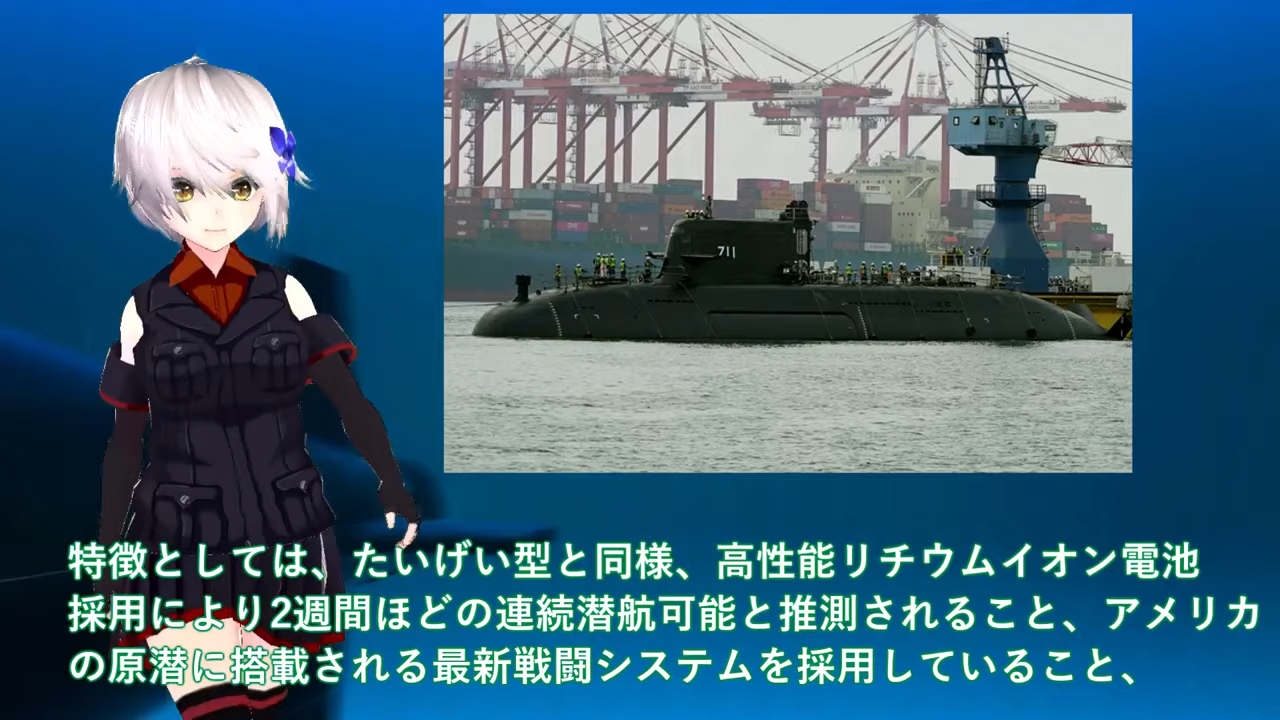 711
特徴としては、たいげい型と同様、高性能リチウムイオン電池
採用により2週間ほどの連続潜航可能と推測されること、アメリカ
の原潜に搭載される最新戦闘システムを採用していること、